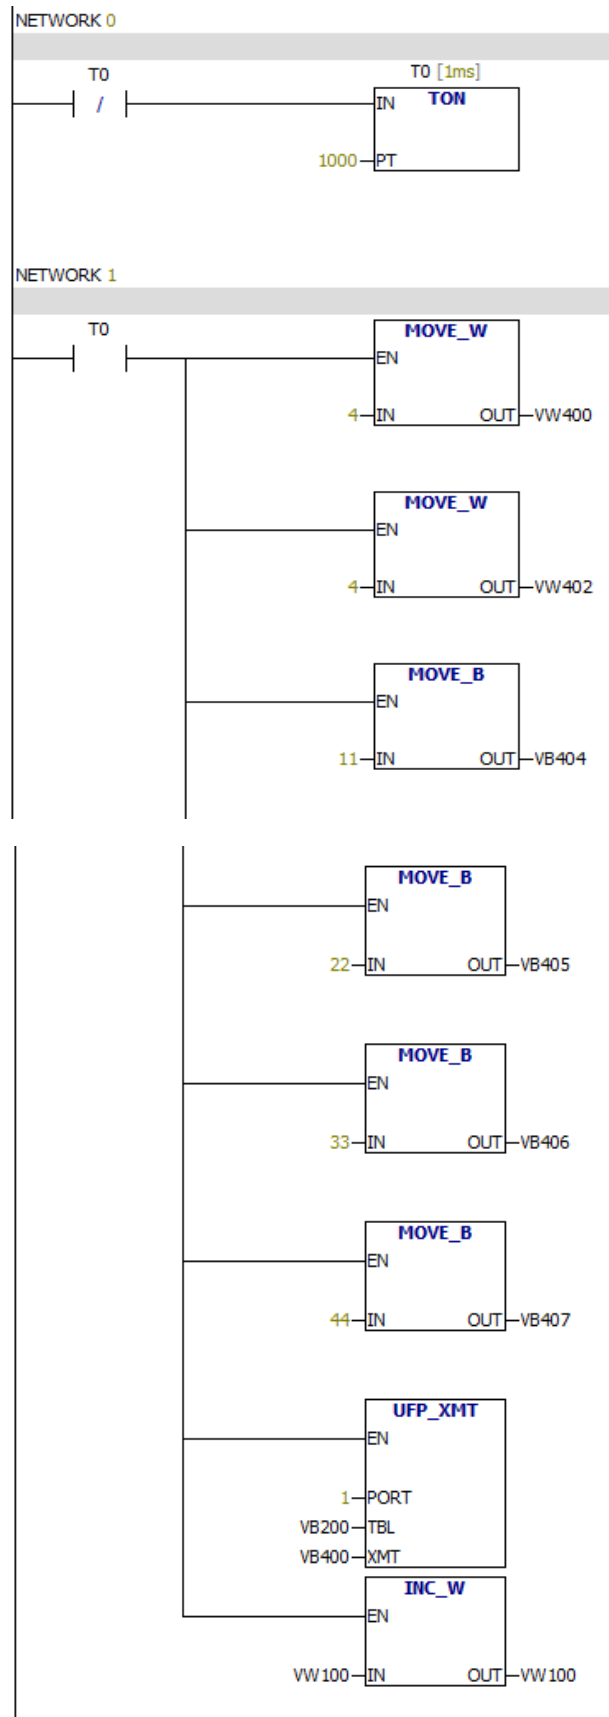 NETWORK 0
T0 T0 [1ms]
/ IN TON
1000 PT
NETWORK 1
T0 MOVE_W
EN
4 IN OUT VW400
MOVE_W
EN
4 IN OUT VW402
MOVE_B
EN
11 IN OUT VB404
MOVE_B
EN
22 IN OUT VB405
MOVE_B
EN
33 IN OUT VB406
MOVE_B
EN
44 IN OUT VB407
UFP_XMT
EN
1 PORT
VB200 TBL
VB400 XMT
INC_W
EN
VW100 IN OUT VW100